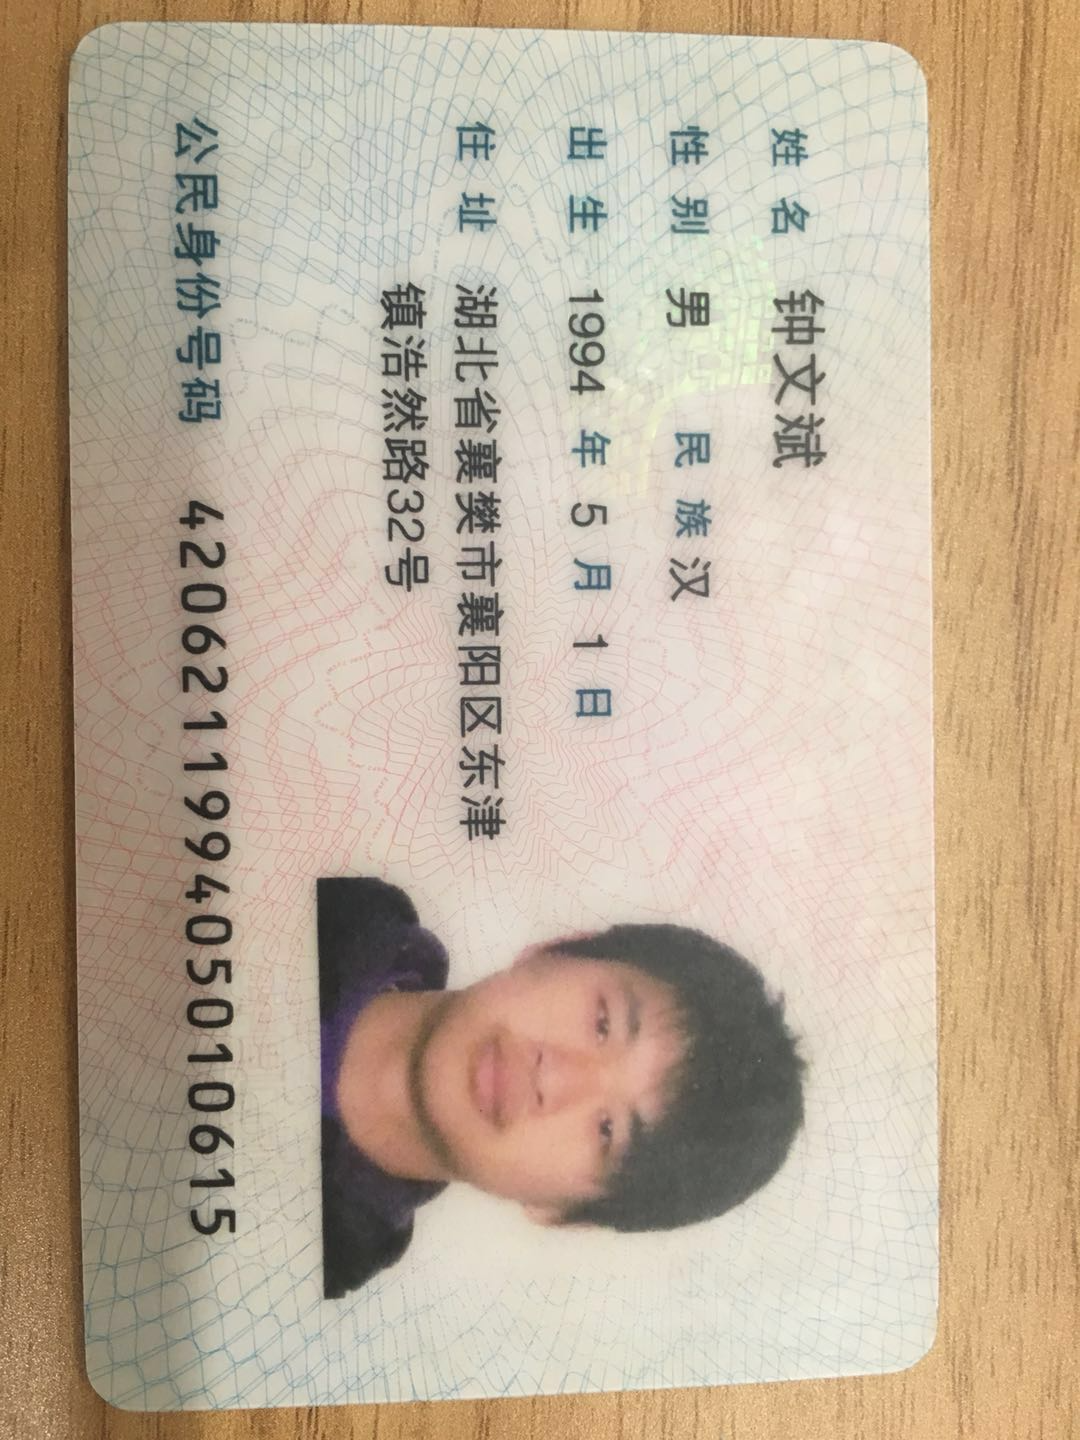 姓名 钟文斌
性别 男 民族 汉
出生 1994 年 5 月 1 日
住址 湖北省襄樊市襄阳区东津
镇浩然路32号
公民身份号码 420621199405010615